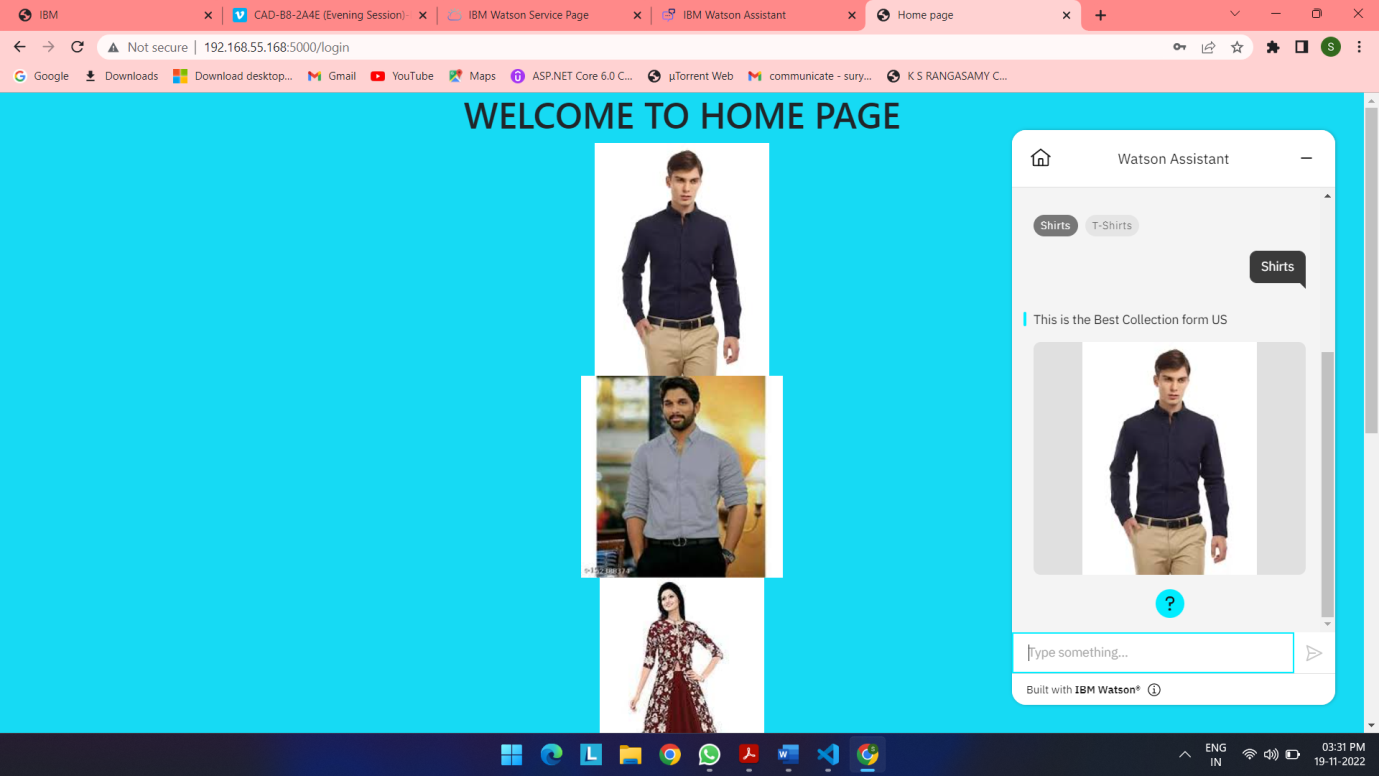 IBM
CAD-B8-2A4E (Evening Session)-
IBM Watson Service Page
IBM Watson Assistant
Home page
Not secure | 192.168.55.168:5000/login
S
Google
Downloads
Download desktop...
Gmail
YouTube
Maps
ASP.NET Core 6.0 C...
µTorrent Web
communicate - sury...
K S RANGASAMY C...
WELCOME TO HOME PAGE
Watson Assistant
Shirts
T-Shirts
Shirts
This is the Best Collection form US
?
Type something...
Built with IBM Watson®
L
W
S
ENG
IN
03:31 PM
19-11-2022